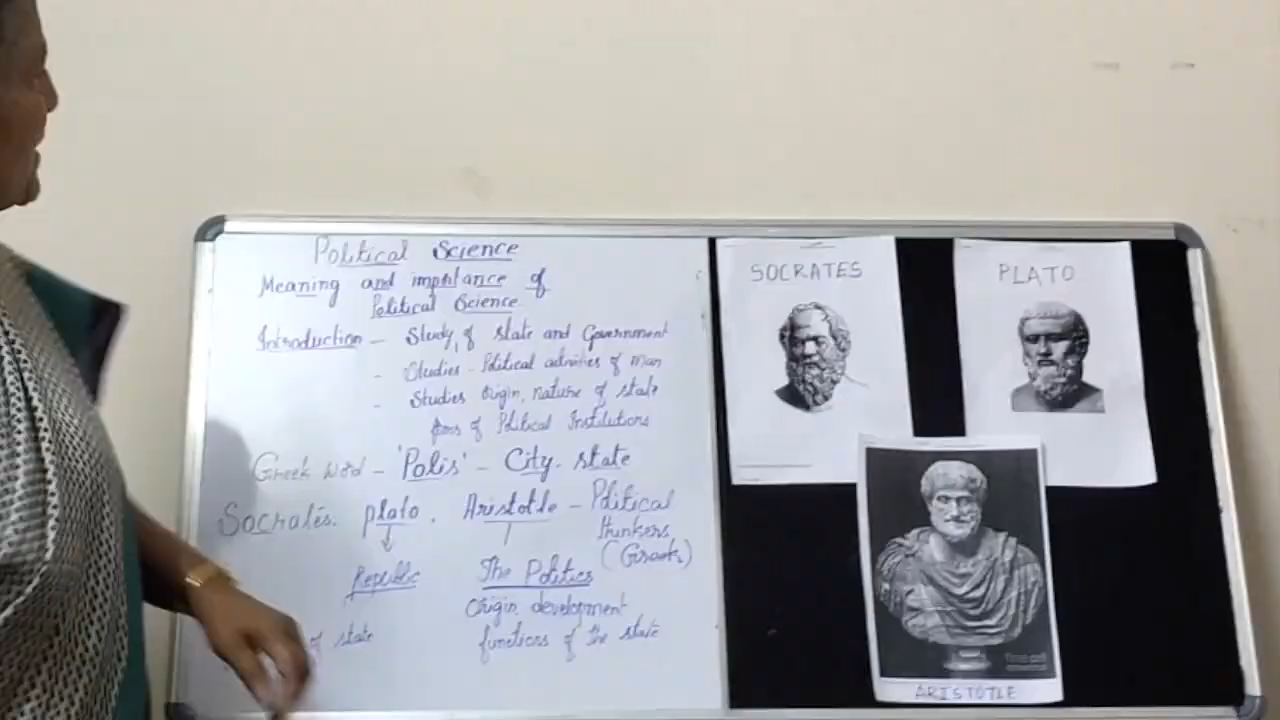 Political Science
Meaning and importance of
Political Science
Introduction - Study of state and Government
- Studies - Political activities of Man
- Studies Origin, nature of state
forms of Political Institutions
Greek word - 'Polis' - City-state
Socrates. Plato. Aristotle - Political
thinkers
(Greek)
Republic
The Politics
Origin, development
of state
functions of the state
SOCRATES
PLATO
ARISTOTLE